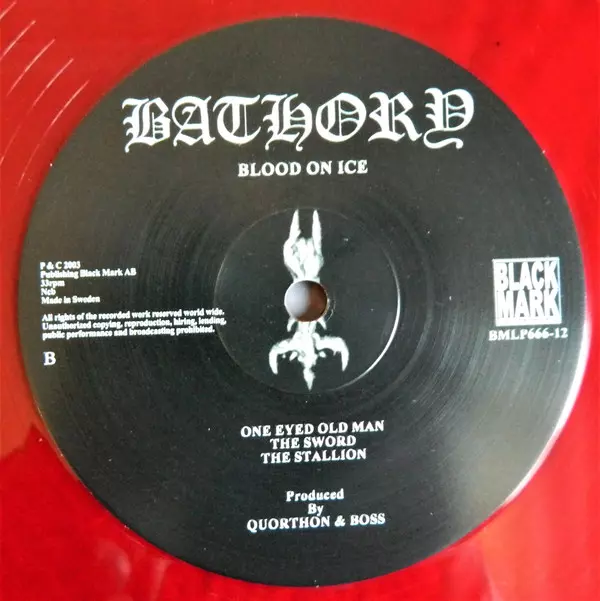 BATHORY
BLOOD ON ICE
P & C 2003
Publishing Black Mark AB
33rpm
Ncb
Made in Sweden
All rights of the recorded work reserved world wide.
Unauthorized copying, reproduction, hiring, lending,
public performance and broadcasting prohibited.
B
BLACK
MARK
BMLP666-12
ONE EYED OLD MAN
THE SWORD
THE STALLION
Produced
By
QUORTHON & BOSS